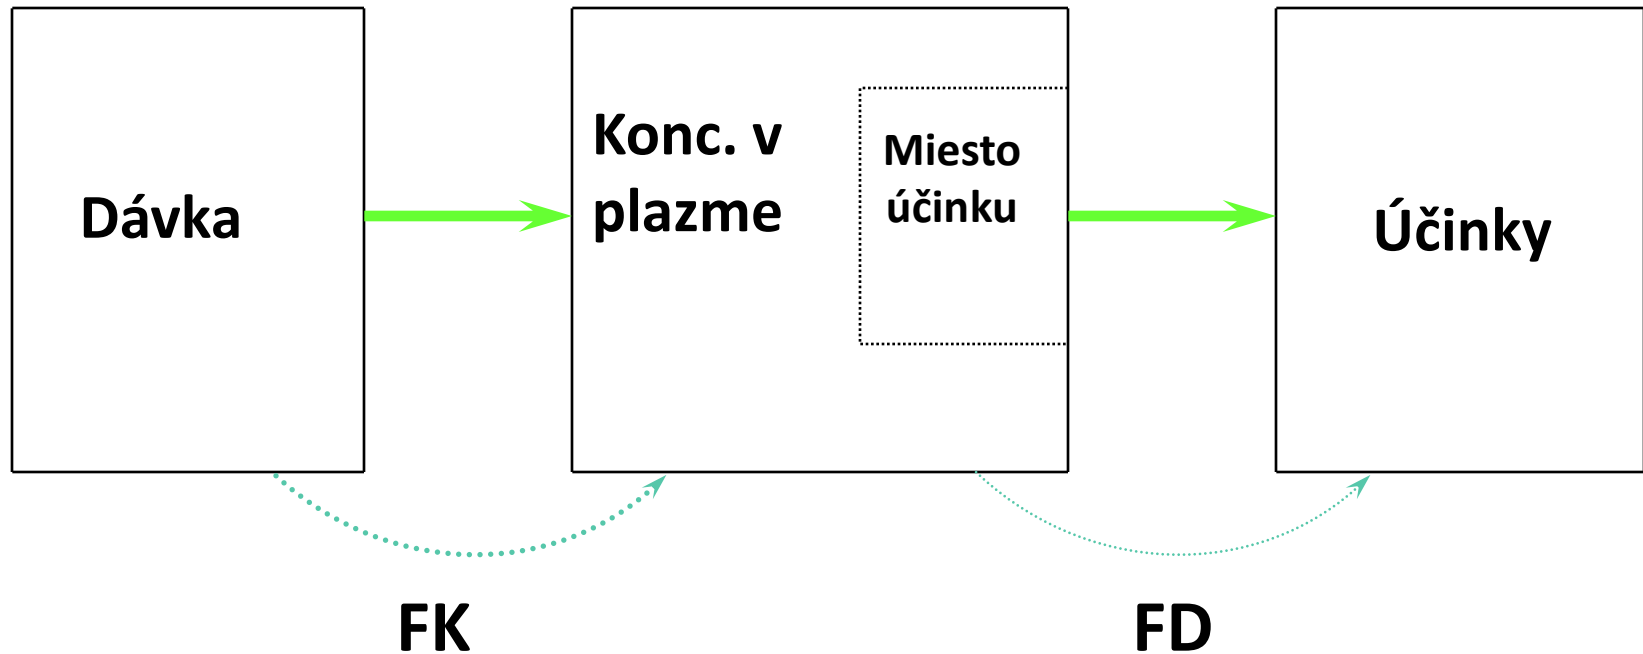 Dávka
Konc. v
plazme
Miesto
účinku
Účinky
FK
FD